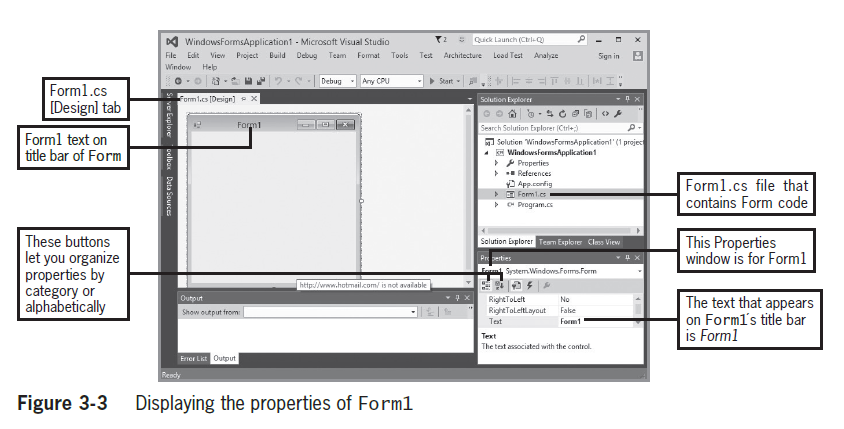 WindowsFormsApplication1 - Microsoft Visual Studio
2
Quick Launch (Ctrl+Q)
File Edit View Project Build Debug Team Format Tools Test Architecture Load Test Analyze Sign in
Window Help
Debug Any CPU Start
Form1.cs
[Design] tab
Form1.cs [Design]
Server Explorer
Toolbox
Data Sources
Form1
Form1 text on
title bar of Form
Solution Explorer
Search Solution Explorer (Ctrl+;)
Solution 'WindowsFormsApplication1' (1 project
WindowsFormsApplication1
Properties
References
App.config
Form1.cs
C# Program.cs
Form1.cs file that
contains Form code
Solution Explorer Team Explorer Class View
These buttons
let you organize
properties by
category or
alphabetically
This Properties
window is for Form1
Properties
Form1 System.Windows.Forms.Form
http://www.hotmail.com/ is not available
Output
Show output from:
RightToLeft No
RightToLeftLayout False
Text Form1
The text that appears
on Form1's title bar
is Form1
Text
The text associated with the control.
Error List Output
Ready
Figure 3-3 Displaying the properties of Form1